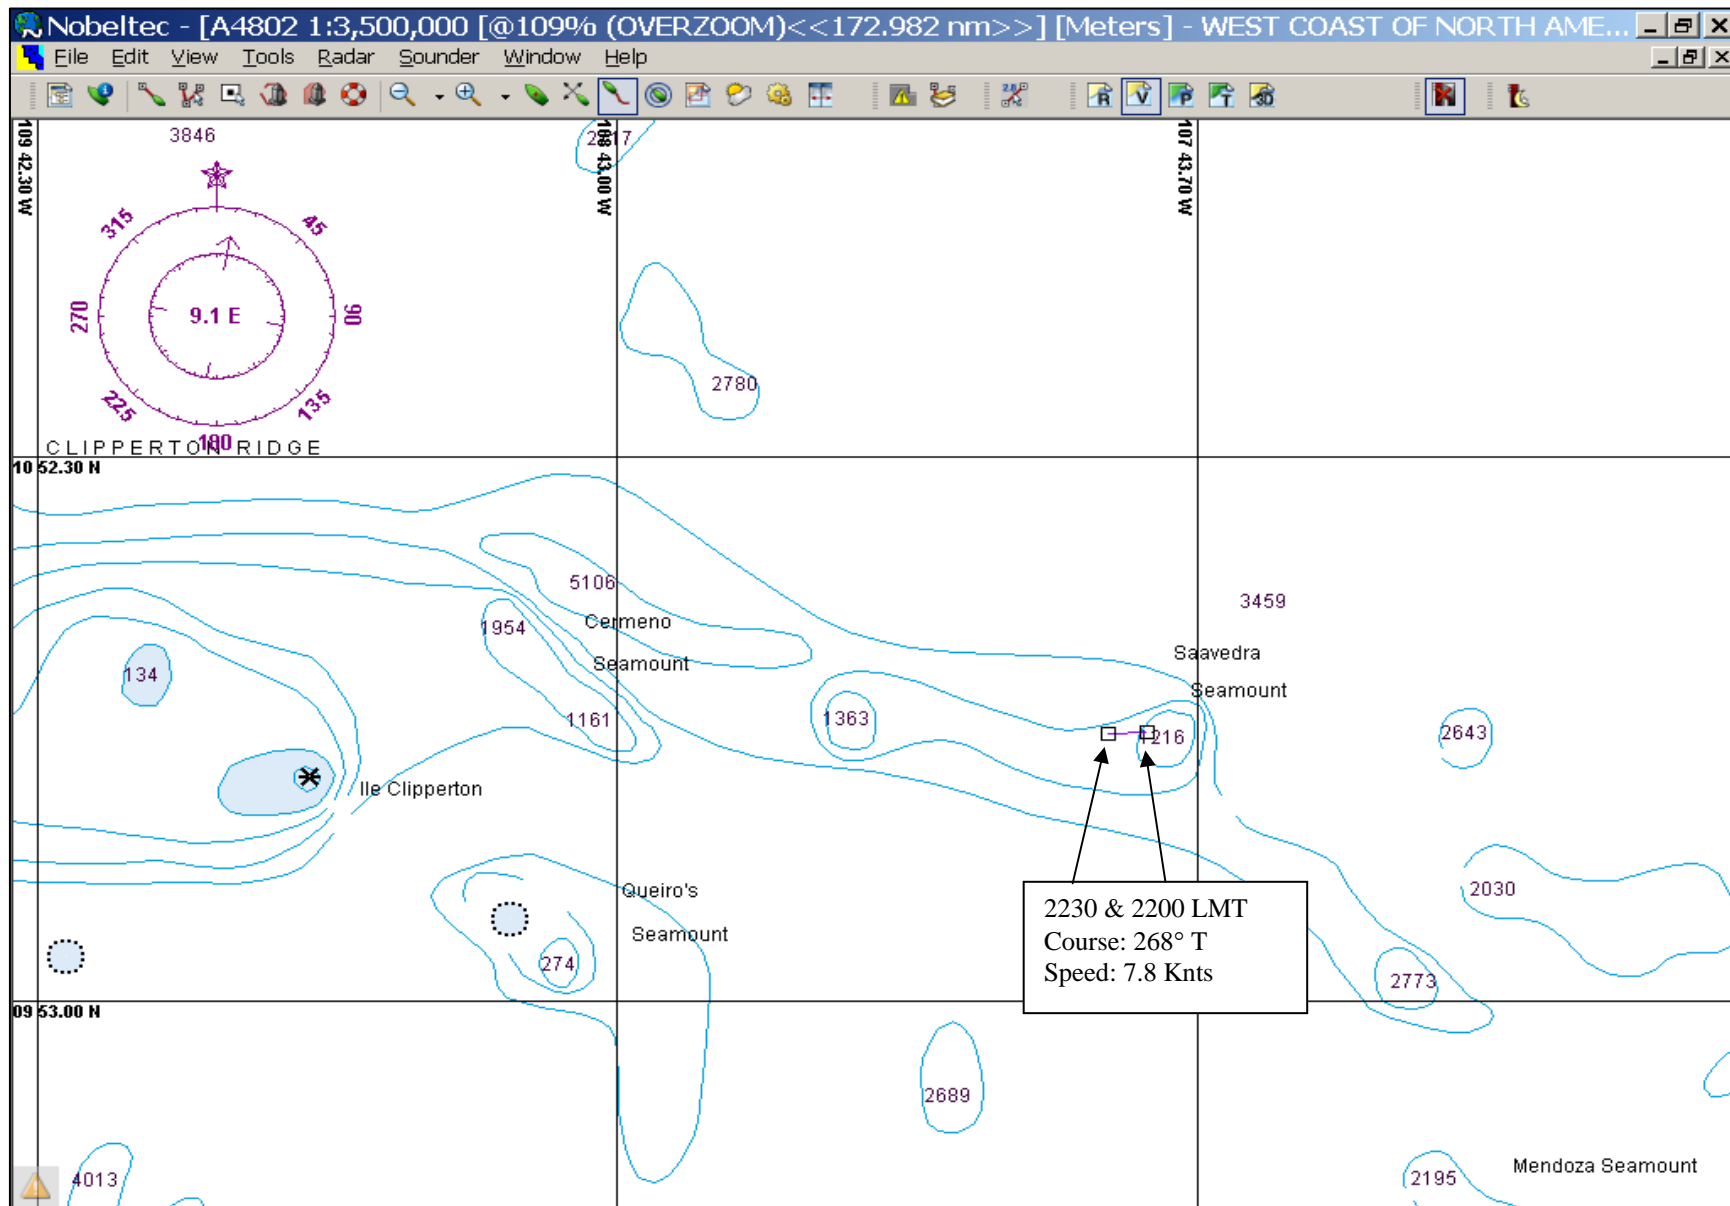 Nobeltec - [A4802 1:3,500,000 [@109% (OVERZOOM)<<172.982 nm>>] [Meters] - WEST COAST OF NORTH AME...
File Edit View Tools Radar Sounder Window Help
R V P T 3D
109 42.30 W
108 43.00 W
107 43.70 W
3846
315
45
270
9.1 E
90
225
135
180
CLIPPERTON RIDGE
2780
10 52.30 N
5106
3459
1954
Cermeno
Seamount
Saavedra
Seamount
134
1161
1363
1216
2643
Ile Clipperton
2230 & 2200 LMT
Course: 268° T
Speed: 7.8 Knts
2030
Queiro's
Seamount
274
2773
09 53.00 N
2689
4013
2195
Mendoza Seamount